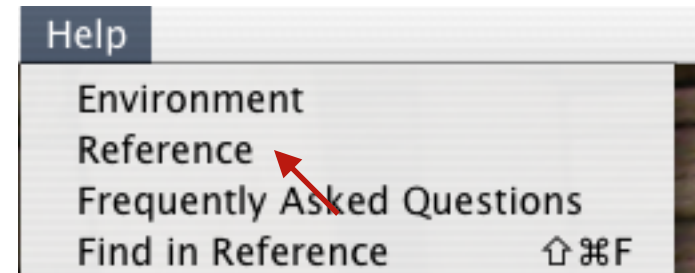 Help
Environment
Reference
Frequently Asked Questions
Find in Reference ⇧⌘F